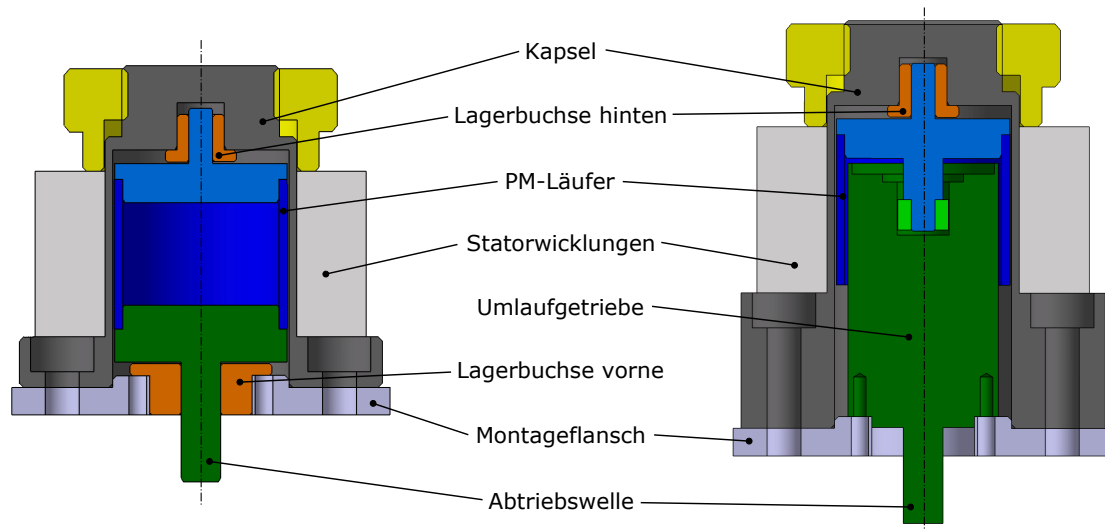 Kapsel
Lagerbuchse hinten
PM-Läufer
Statorwicklungen
Umlaufgetriebe
Lagerbuchse vorne
Montageflansch
Abtriebswelle